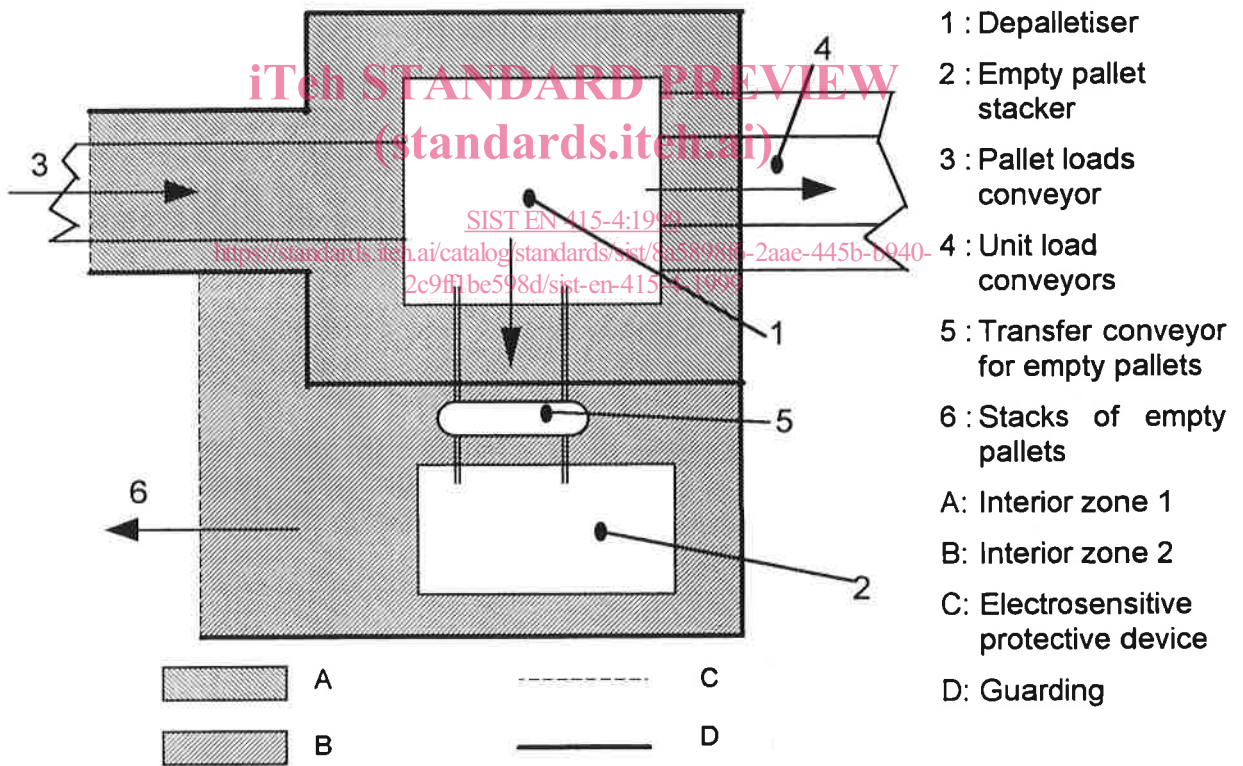 4
iTeh STANDARD PREVIEW
(standards.iteh.ai)
3
SIST EN 415-4:1999
https://standards.iteh.ai/catalog/standards/sist/8a5898f6-2aae-445b-b940-
2c9ff1be598d/sist-en-415-4-1999
1
5
6
2
A
C
B
D
1 : Depalletiser
2 : Empty pallet
stacker
3 : Pallet loads
conveyor
4 : Unit load
conveyors
5 : Transfer conveyor
for empty pallets
6 : Stacks of empty
pallets
A: Interior zone 1
B: Interior zone 2
C: Electrosensitive
protective device
D: Guarding